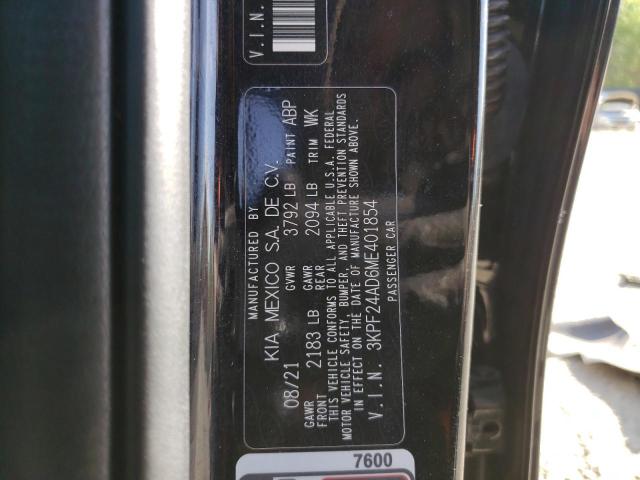 V.I.N.
MANUFACTURED BY
KIA MEXICO S.A. DE C.V.
08/21 GVWR 3792 LB PAINT ABP
GAWR FRONT 2183 LB GAWR REAR 2094 LB TRIM WK
THIS VEHICLE CONFORMS TO ALL APPLICABLE U.S.A. FEDERAL
MOTOR VEHICLE SAFETY, BUMPER, AND THEFT PREVENTION STANDARDS
IN EFFECT ON THE DATE OF MANUFACTURE SHOWN ABOVE.
V.I.N. 3KPF24AD6ME401854
PASSENGER CAR
7600